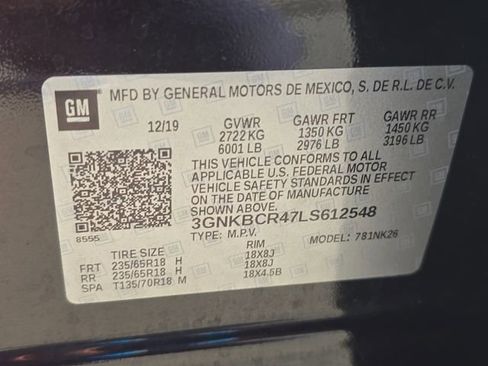 GM
MFD BY GENERAL MOTORS DE MEXICO, S. DE R.L. DE C.V.
12/19 GVWR GAWR FRT GAWR RR
2722 KG 1350 KG 1450 KG
6001 LB 2976 LB 3196 LB
THIS VEHICLE CONFORMS TO ALL
APPLICABLE U.S. FEDERAL MOTOR
VEHICLE SAFETY STANDARDS IN EFFECT
ON THE DATE OF MANUFACTURE
3GNKBCR47LS612548
8555
TYPE: M.P.V. MODEL: 781NK26
TIRE SIZE RIM
FRT 235/65R18 H 18X8J
RR 235/65R18 H 18X8J
SPA T135/70R18 M 18X4.5B